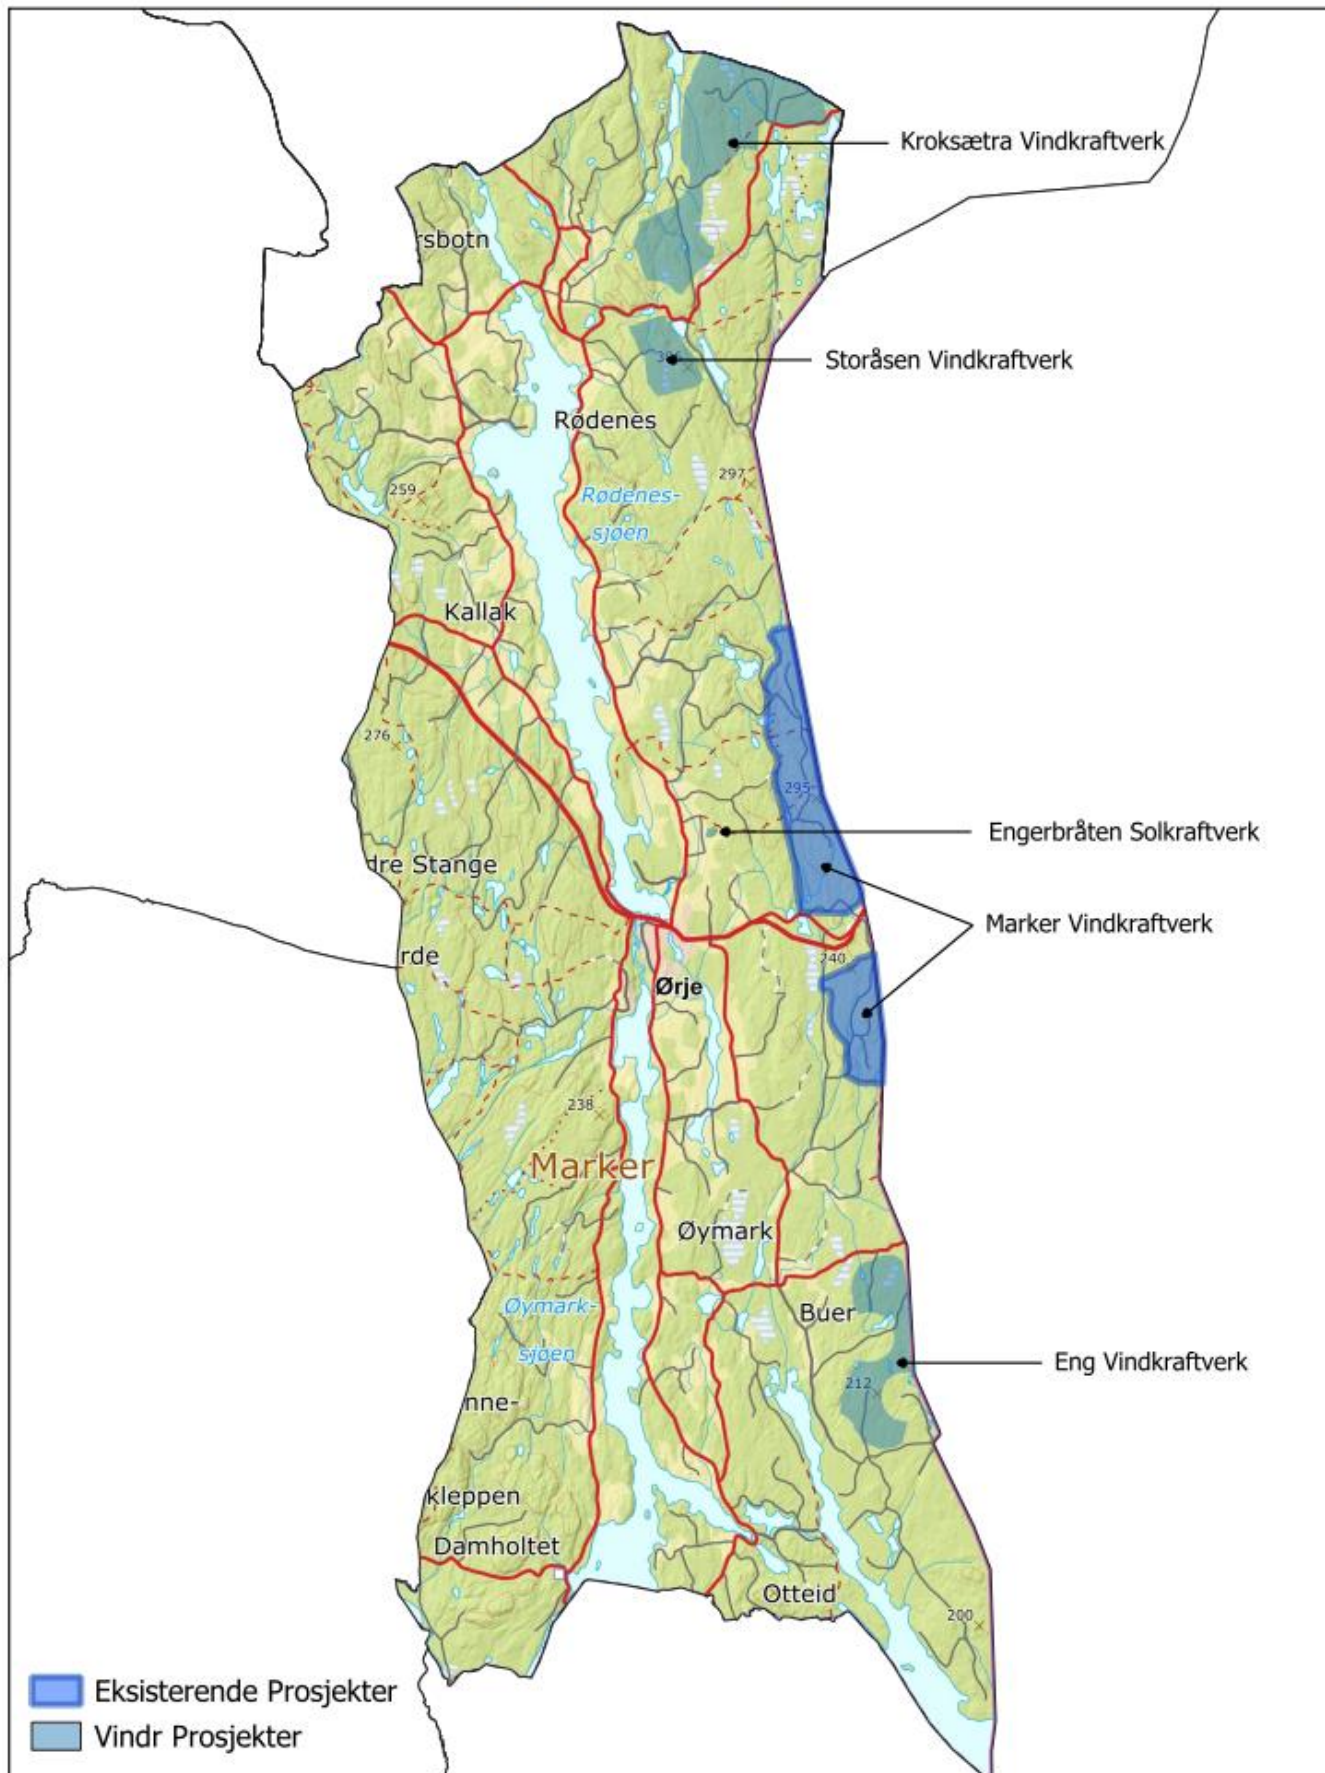 Kroksætra Vindkraftverk
rsbotn
Storåsen Vindkraftverk
Rødenes
297
259
Rødenes-
sjøen
Kallak
276
295
Engerbråten Solkraftverk
dre Stange
Marker Vindkraftverk
rde
240
Ørje
238
Marker
Øymark
Øymark-
sjøen
Buer
Eng Vindkraftverk
212
nne-
kleppen
Damholtet
Otteid
200
Eksisterende Prosjekter
Vindr Prosjekter